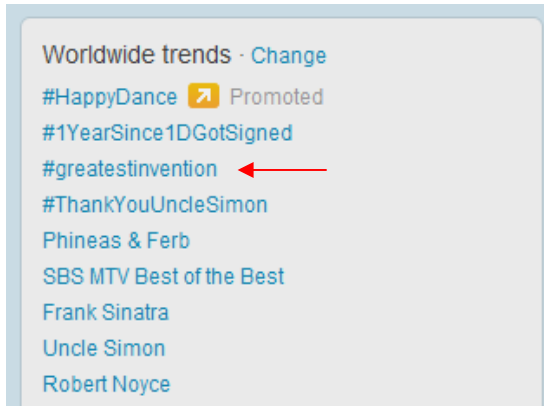 Worldwide trends · Change
#HappyDance Promoted
#1YearSince1DGotSigned
#greatestinvention
#ThankYouUncleSimon
Phineas & Ferb
SBS MTV Best of the Best
Frank Sinatra
Uncle Simon
Robert Noyce